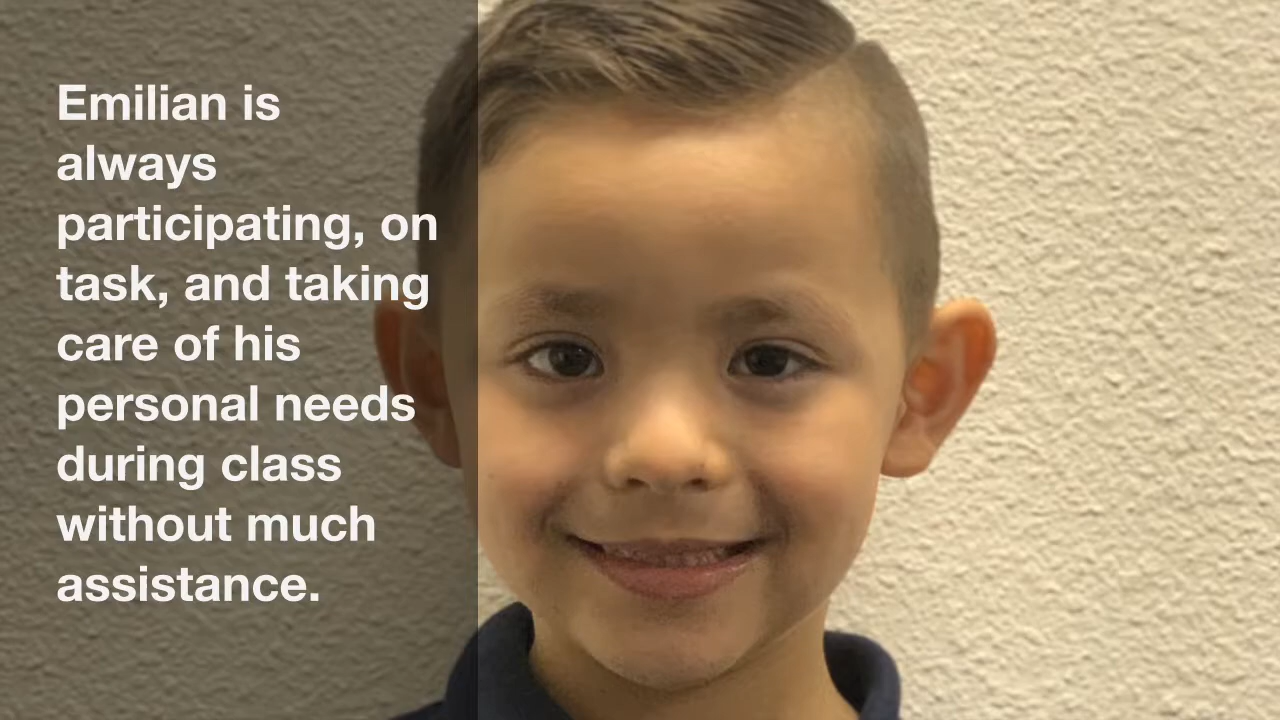 Emilian is
always
participating, on
task, and taking
care of his
personal needs
during class
without much
assistance.